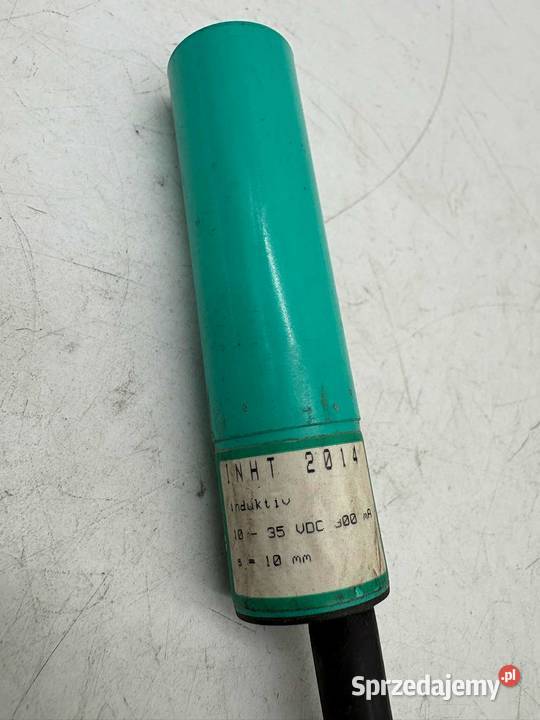 INHT 2014
induktiv
10 - 35 VDC 300 mA
s = 10 mm
Sprzedajemy.pl